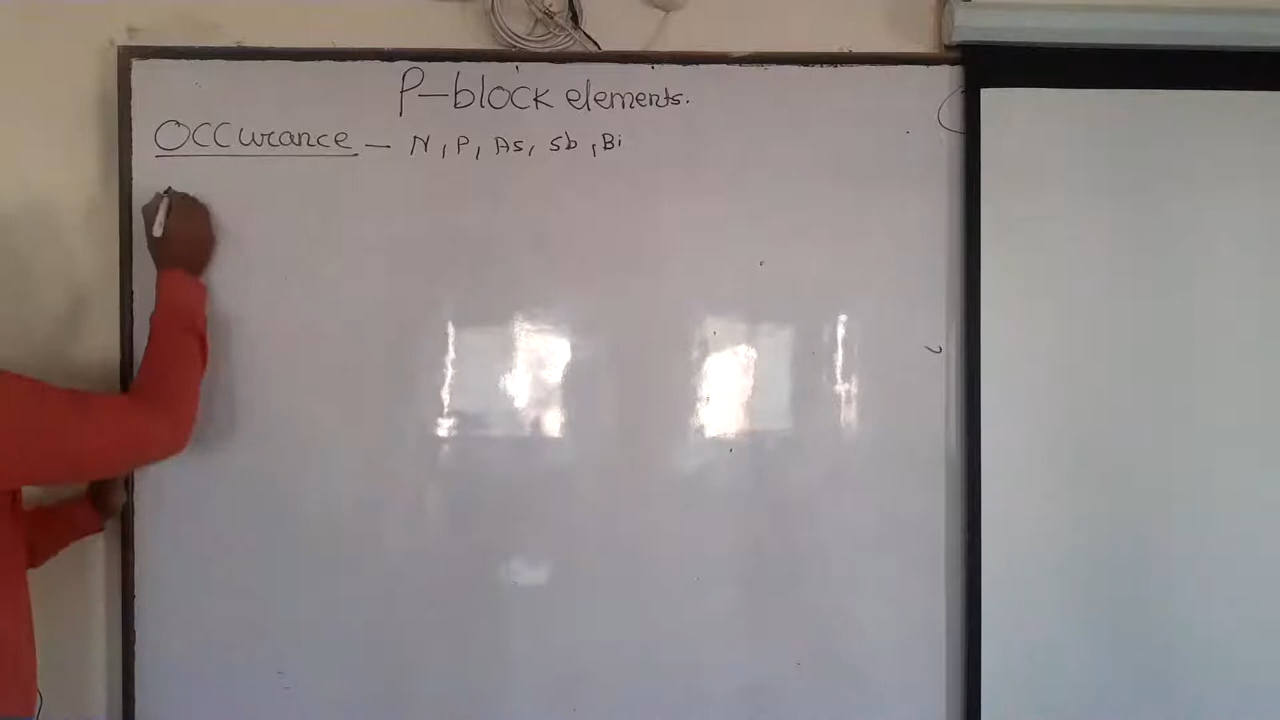 P-block elements.
Occurance - N, P, As, Sb, Bi